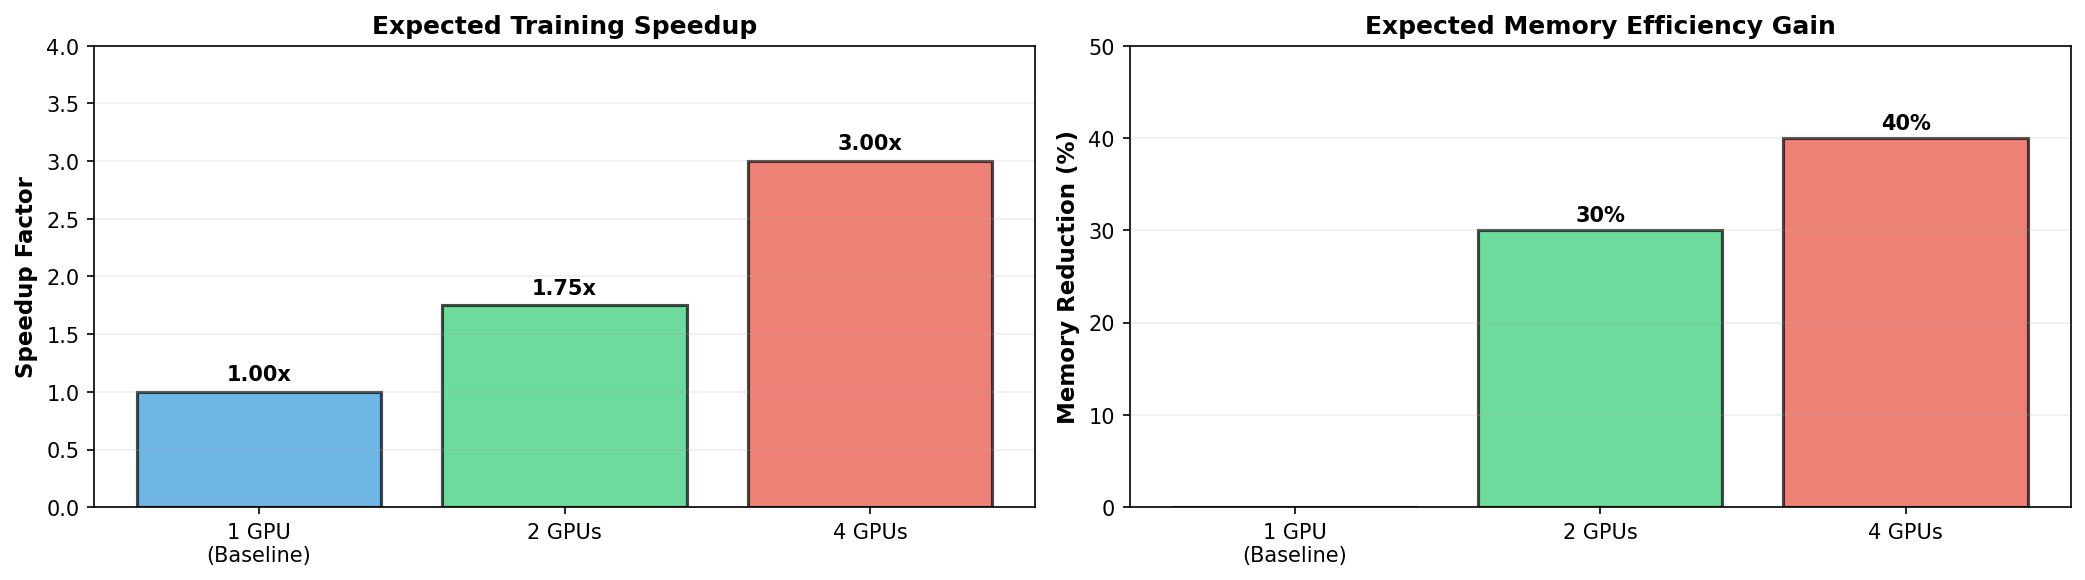 Expected Training Speedup
Speedup Factor
4.0
3.5
3.0
2.5
2.0
1.5
1.0
0.5
0.0
1.00x
1.75x
3.00x
1 GPU
(Baseline)
2 GPUs
4 GPUs
Expected Memory Efficiency Gain
Memory Reduction (%)
50
40
30
20
10
0
30%
40%
1 GPU
(Baseline)
2 GPUs
4 GPUs